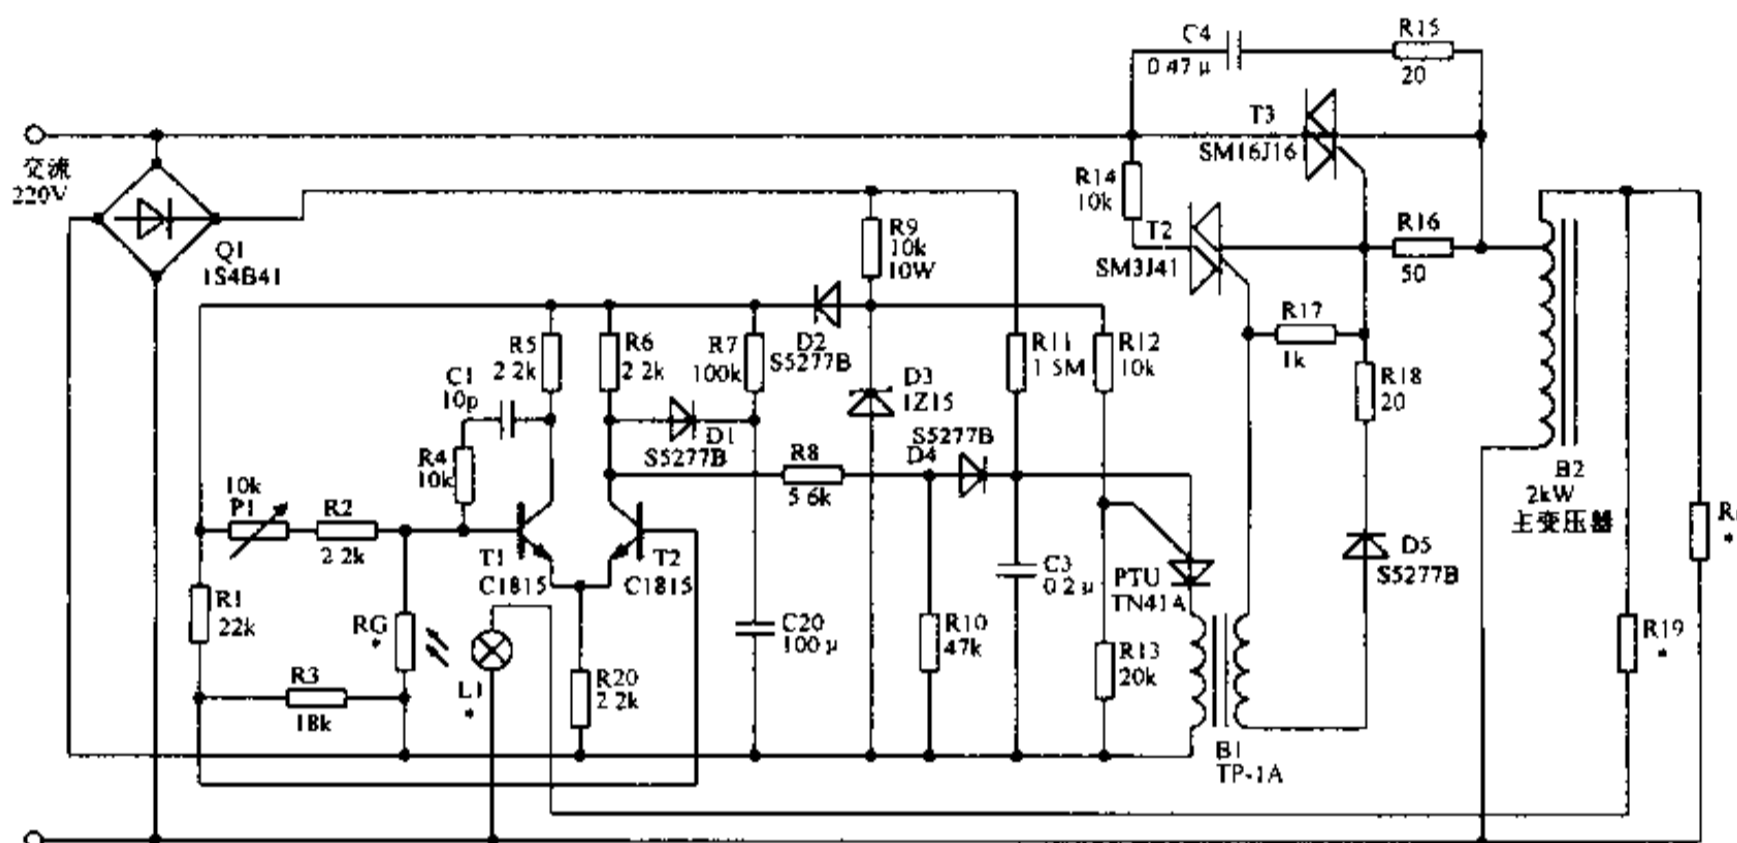 C4
0.47μ
R15
20
T3
SM16J16
交流
220V
R14
10k
Q1
1S4B41
R9
10k
10W
T2
SM3J41
R16
50
R5
2.2k
R6
2.2k
R7
100k
D2
S5277B
R11
1.5M
R12
10k
R17
1k
C1
10p
D3
1Z15
R18
20
D1
S5277B
S5277B
D4
R4
10k
R8
5.6k
B2
2kW
主变压器
10k
P1
R2
2.2k
*
T1
C1815
T2
C1815
C3
0.2μ
PTU
TN41A
D5
S5277B
R1
22k
RG
*
C20
100μ
R10
47k
R13
20k
R19
*
R3
18k
L1
*
R20
2.2k
B1
TP-1A